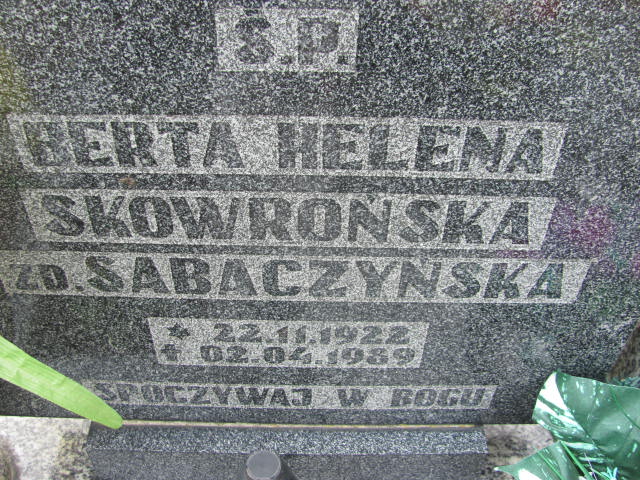 Ś.P.
BERTA HELENA
SKOWROŃSKA
ZD. SABACZYŃSKA
* 22.11.1922
✝ 02.04.1989
SPOCZYWAJ W BOGU